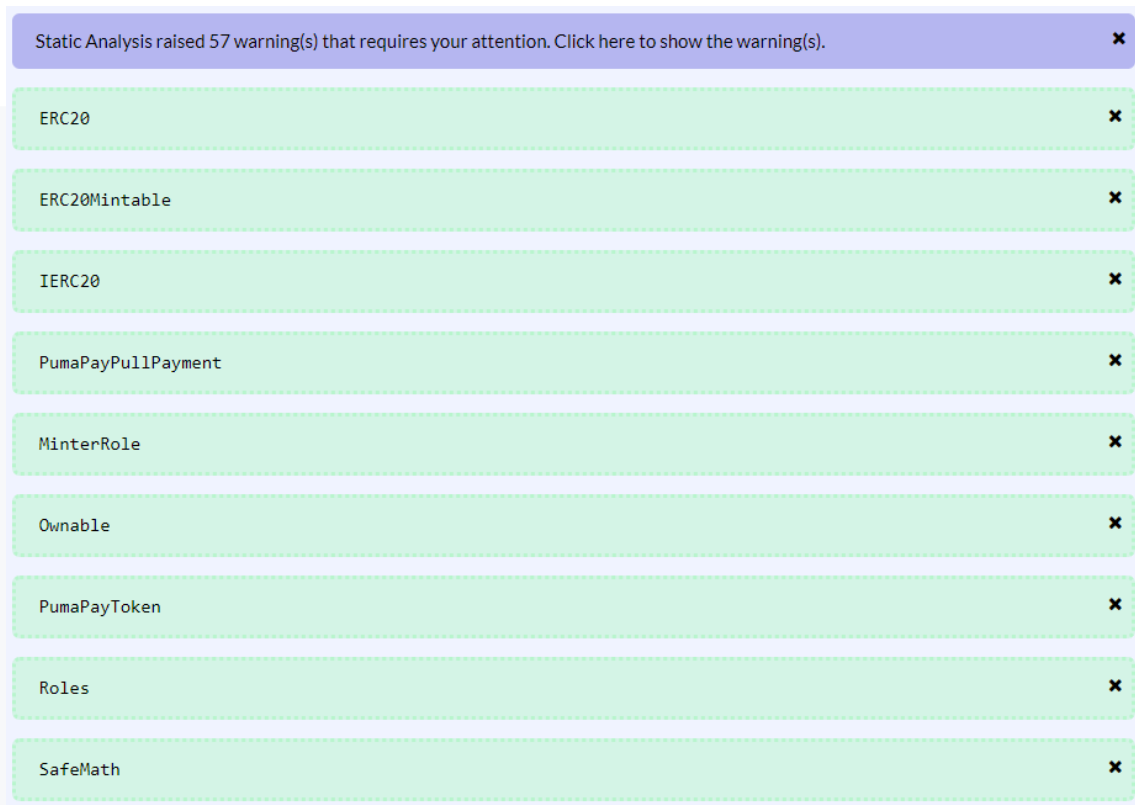 Static Analysis raised 57 warning(s) that requires your attention. Click here to show the warning(s).
ERC20
ERC20Mintable
IERC20
PumaPayPullPayment
MinterRole
Ownable
PumaPayToken
Roles
SafeMath